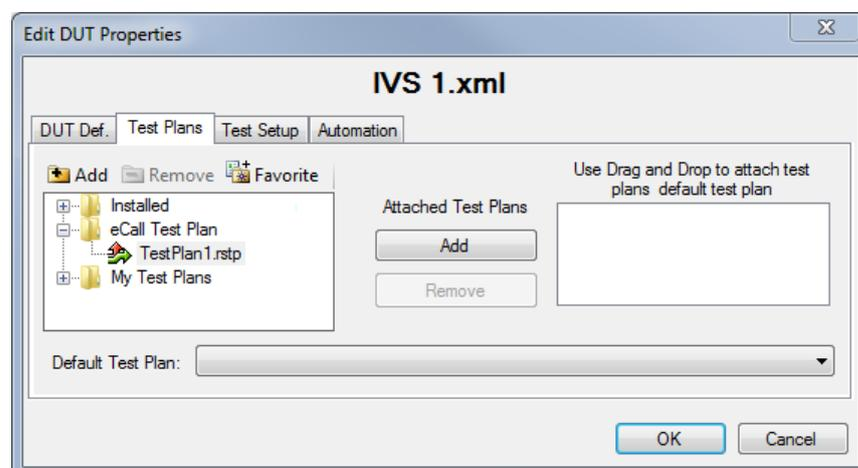 Edit DUT Properties
IVS 1.xml
DUT Def. Test Plans Test Setup Automation
Add Remove Favorite
Installed
eCall Test Plan
TestPlan1.rstp
My Test Plans
Attached Test Plans
Add
Remove
Use Drag and Drop to attach test
plans default test plan
Default Test Plan:
OK Cancel